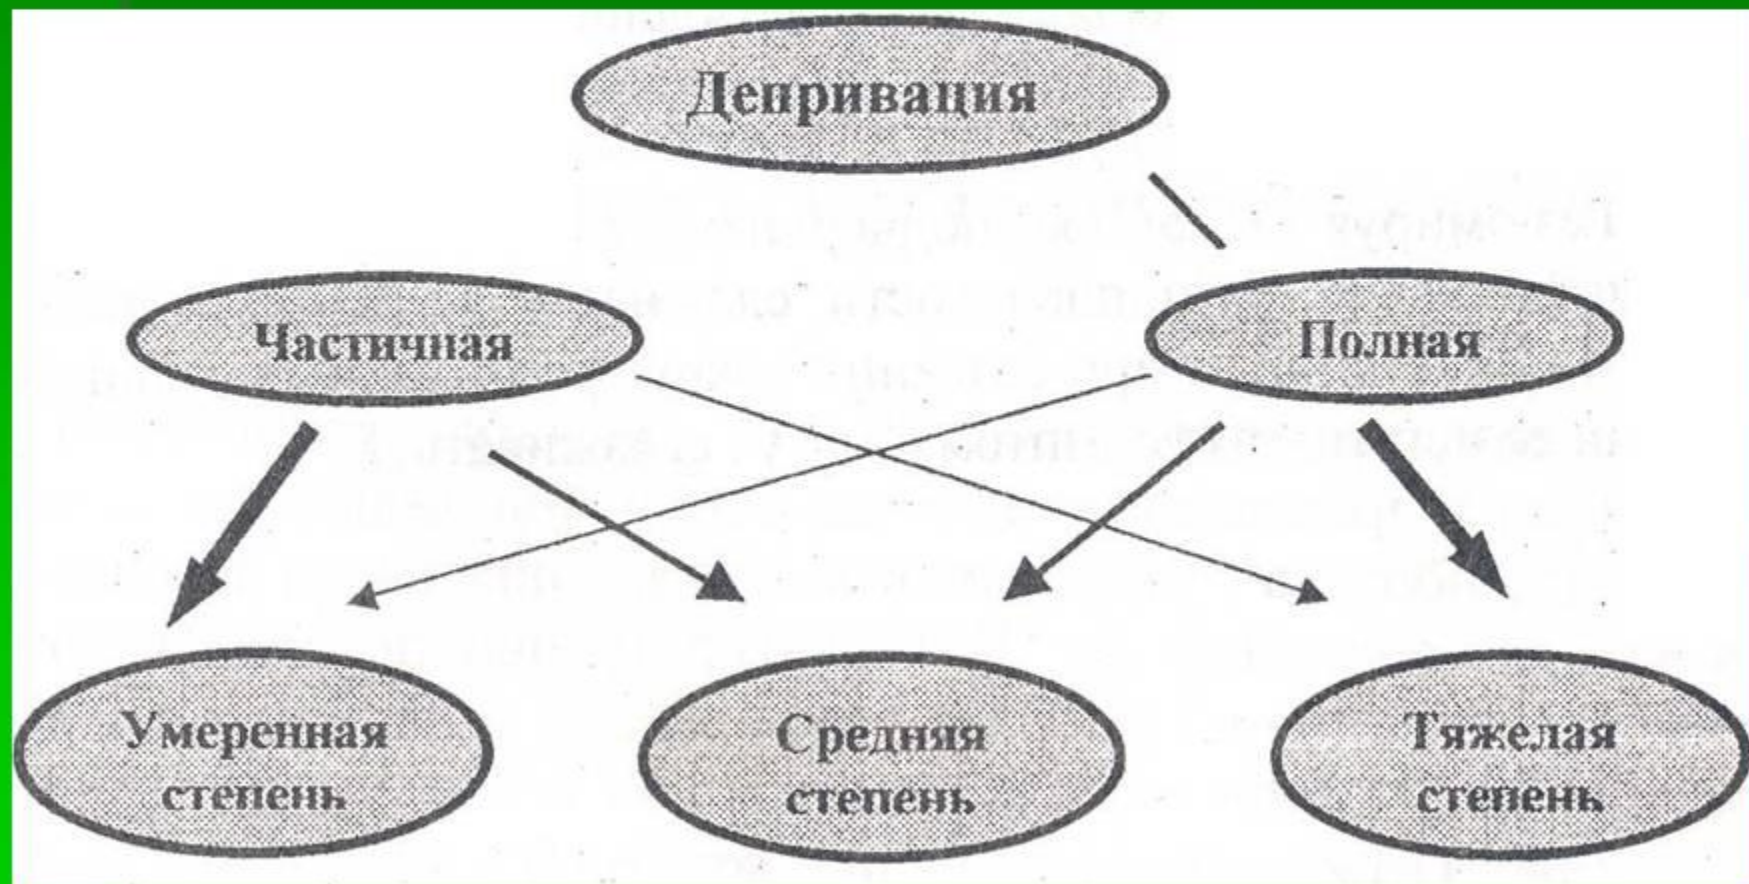 Депривация
Частичная
Полная
Умеренная
степень
Средняя
степень
Тяжелая
степень